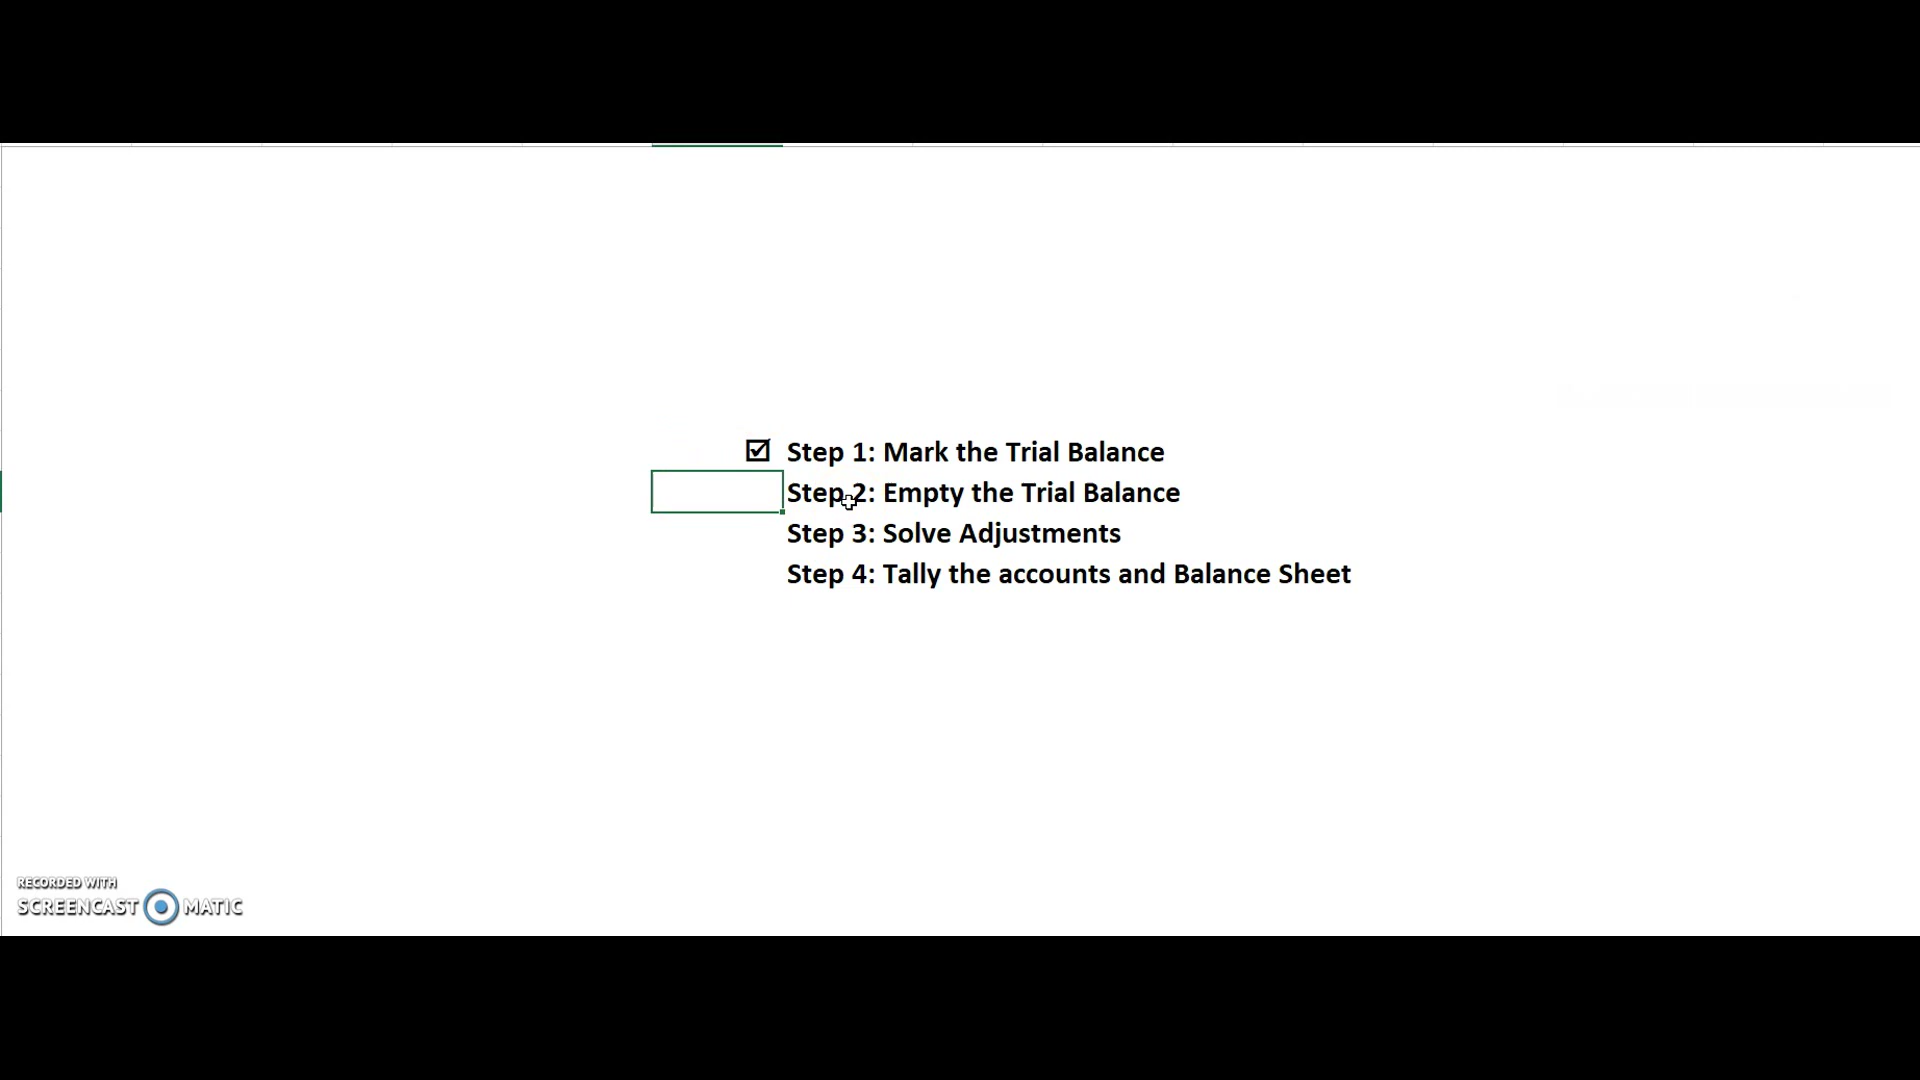 ☑ Step 1: Mark the Trial Balance
Step 2: Empty the Trial Balance
Step 3: Solve Adjustments
Step 4: Tally the accounts and Balance Sheet
RECORDED WITH
SCREENCAST MATIC